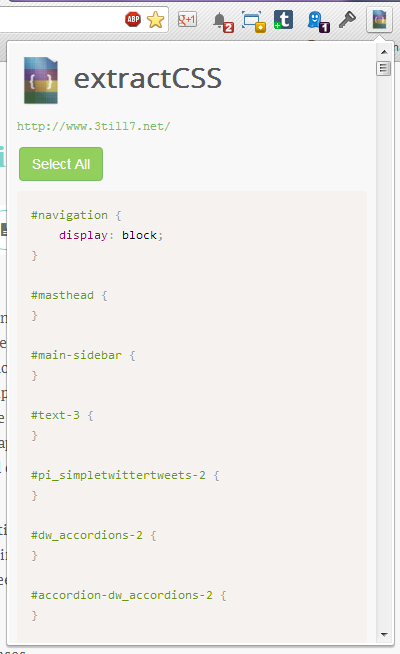 ABP
g+1
2
t
1
{ }
extractCSS
http://www.3till7.net/
Select All
#navigation {
display: block;
}
#masthead {
}
#main-sidebar {
}
#text-3 {
}
#pi_simpletwittertweets-2 {
}
#dw_accordions-2 {
}
#accordion-dw_accordions-2 {
}